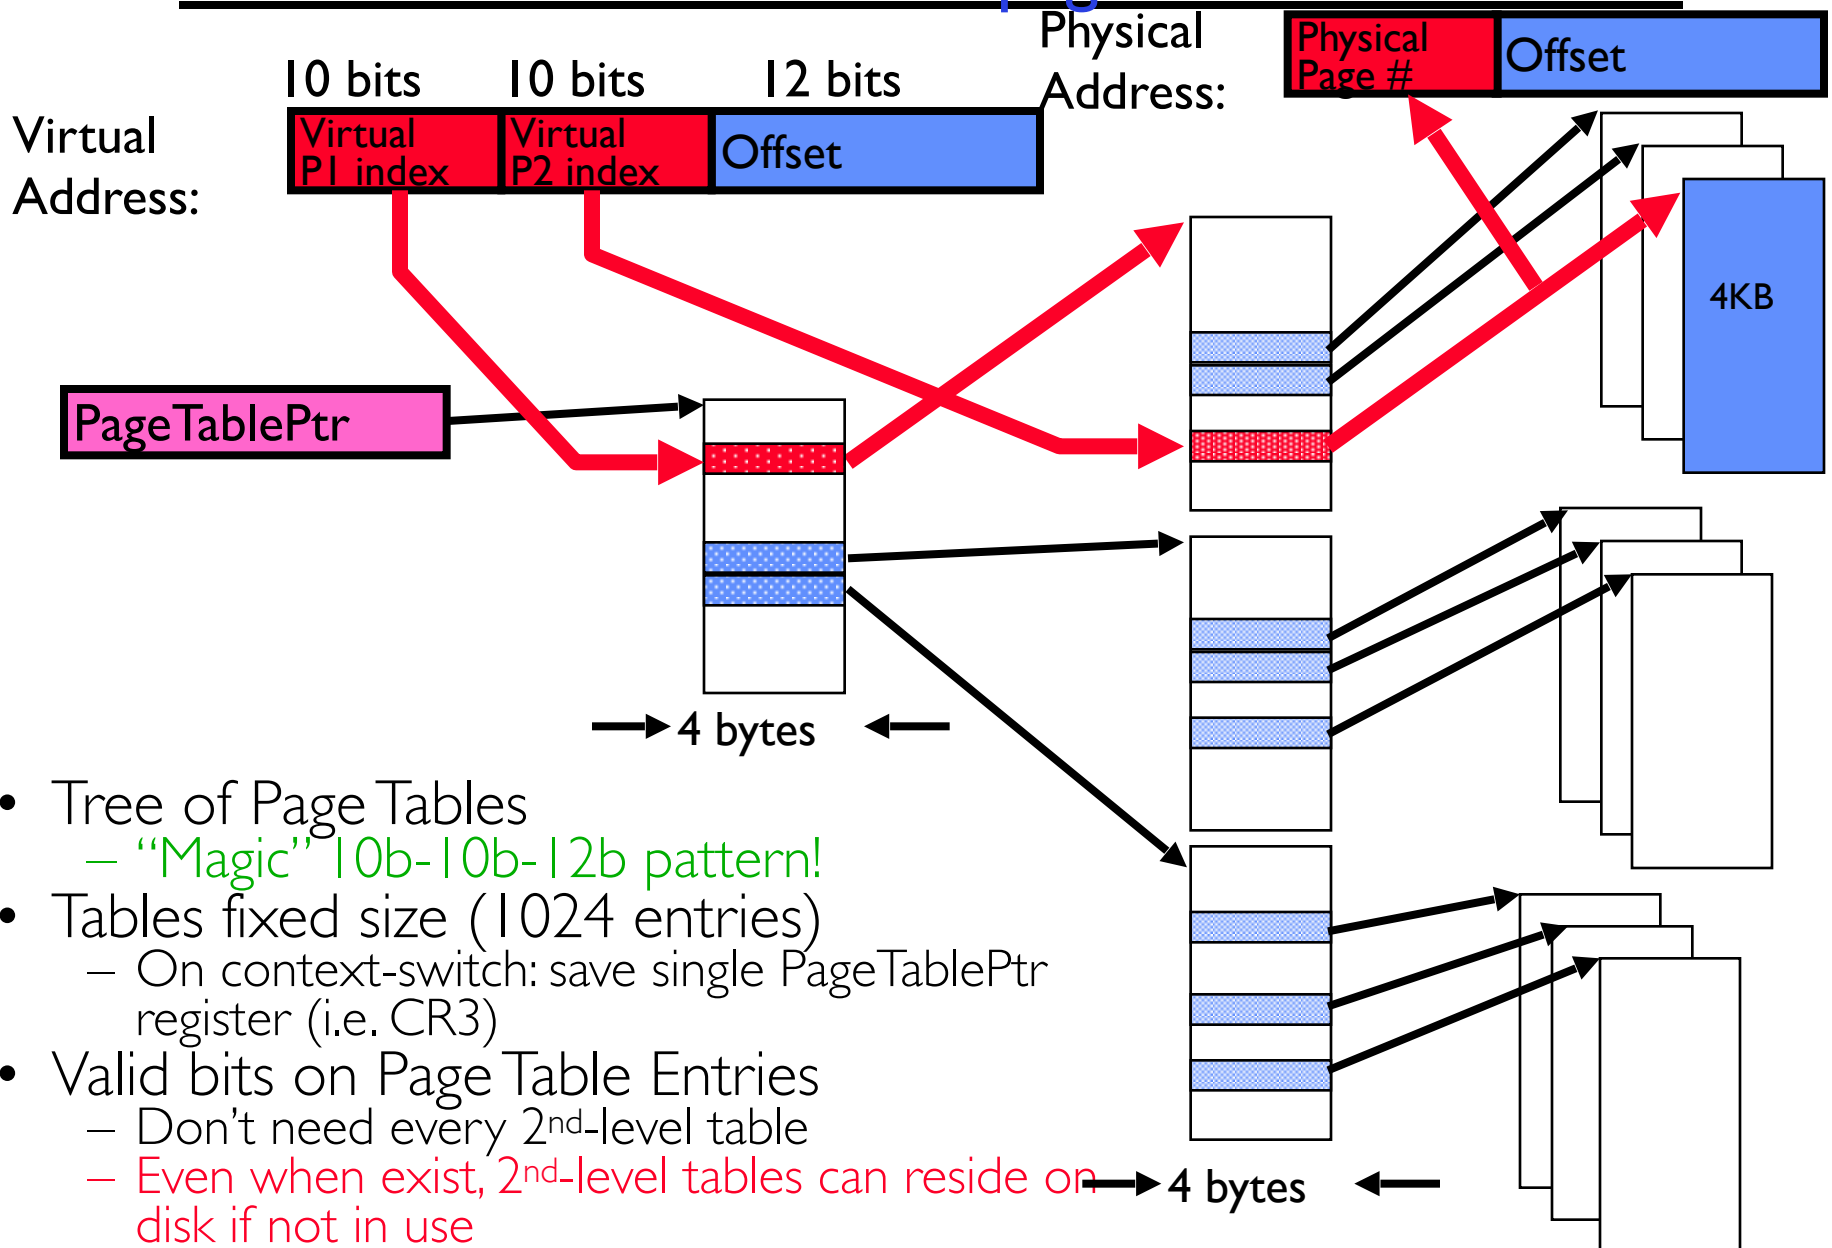 Physical
Address:
Physical
Page #
Offset
10 bits
10 bits
12 bits
Virtual
Address:
Virtual
P1 index
Virtual
P2 index
Offset
4KB
PageTablePtr
4 bytes
• Tree of Page Tables
– “Magic” 10b-10b-12b pattern!
• Tables fixed size (1024 entries)
– On context-switch: save single PageTablePtr
register (i.e. CR3)
• Valid bits on Page Table Entries
– Don’t need every 2nd-level table
– Even when exist, 2nd-level tables can reside on
disk if not in use
4 bytes